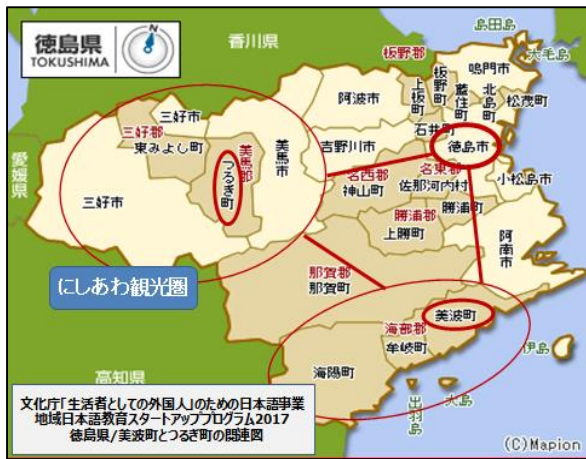 徳島県
TOKUSHIMA
香川県
島田島
大毛島
鳴門市
板野郡
板野町
上板町
藍住町
北島町
松茂町
阿波市
石井町
徳島市
三好市
三好郡
東みよし町
美馬郡
つるぎ町
美馬市
吉野川市
名西郡
神山町
名東郡
佐那河内村
小松島市
愛媛県
三好市
勝浦郡
勝浦町
上勝町
阿南市
にしあわ観光圏
那賀郡
那賀町
美波町
海部郡
牟岐町
海陽町
伊島
高知県
出羽島
大島
文化庁「生活者としての外国人」のための日本語事業
地域日本語教育スタートアッププログラム2017
徳島県/美波町とつるぎ町の関連図
(C)Mapion